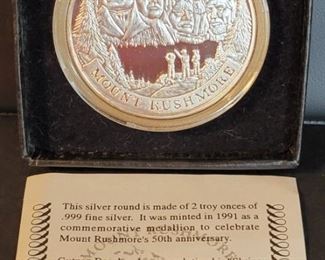 MOUNT RUSHMORE
This silver round is made of 2 troy ounces of
.999 fine silver. It was minted in 1991 as a
commemorative medallion to celebrate
Mount Rushmore's 50th anniversary.